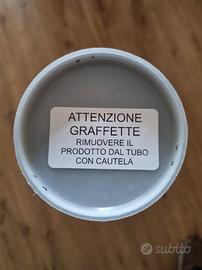 ATTENZIONE
GRAFFETTE
RIMUOVERE IL
PRODOTTO DAL TUBO
CON CAUTELA
subito